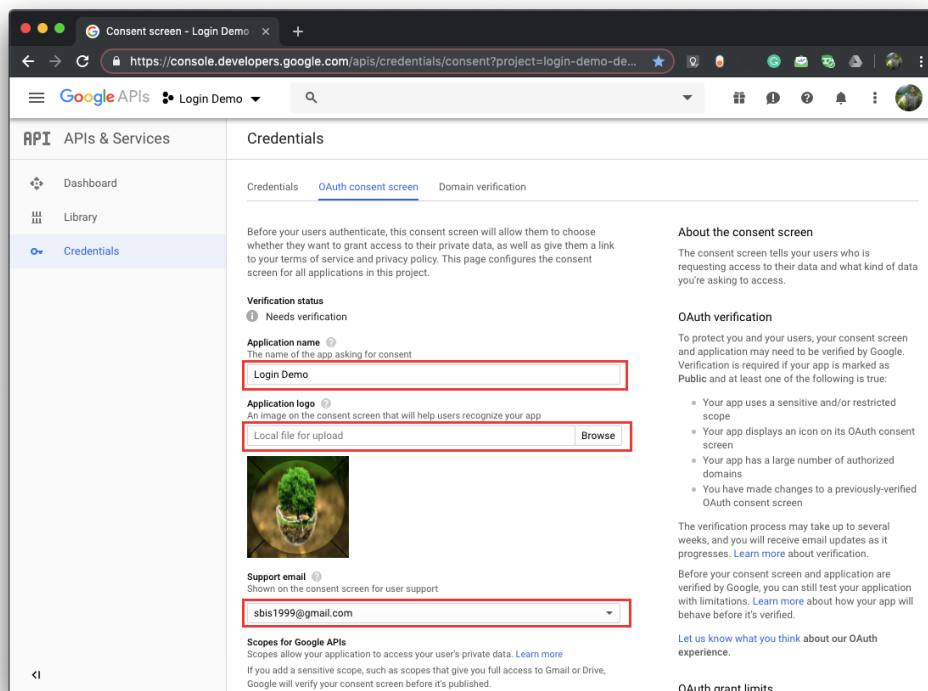 Consent screen - Login Demo
https://console.developers.google.com/apis/credentials/consent?project=login-demo-de...
Google APIs
Login Demo
API APIs & Services
Credentials
Dashboard
Library
Credentials
Credentials
OAuth consent screen
Domain verification
Before your users authenticate, this consent screen will allow them to choose
whether they want to grant access to their private data, as well as give them a link
to your terms of service and privacy policy. This page configures the consent
screen for all applications in this project.
Verification status
Needs verification
Application name
The name of the app asking for consent
Login Demo
Application logo
An image on the consent screen that will help users recognize your app
Local file for upload
Browse
Support email
Shown on the consent screen for user support
sbis1999@gmail.com
Scopes for Google APIs
Scopes allow your application to access your user's private data. Learn more
If you add a sensitive scope, such as scopes that give you full access to Gmail or Drive,
Google will verify your consent screen before it's published.
About the consent screen
The consent screen tells your users who is
requesting access to their data and what kind of data
you're asking to access.
OAuth verification
To protect you and your users, your consent screen
and application may need to be verified by Google.
Verification is required if your app is marked as
Public and at least one of the following is true:
Your app uses a sensitive and/or restricted
scope
Your app displays an icon on its OAuth consent
screen
Your app has a large number of authorized
domains
You have made changes to a previously-verified
OAuth consent screen
The verification process may take up to several
weeks, and you will receive email updates as it
progresses. Learn more about verification.
Before your consent screen and application are
verified by Google, you can still test your application
with limitations. Learn more about how your app will
behave before it's verified.
Let us know what you think about our OAuth
experience.
OAuth grant limits